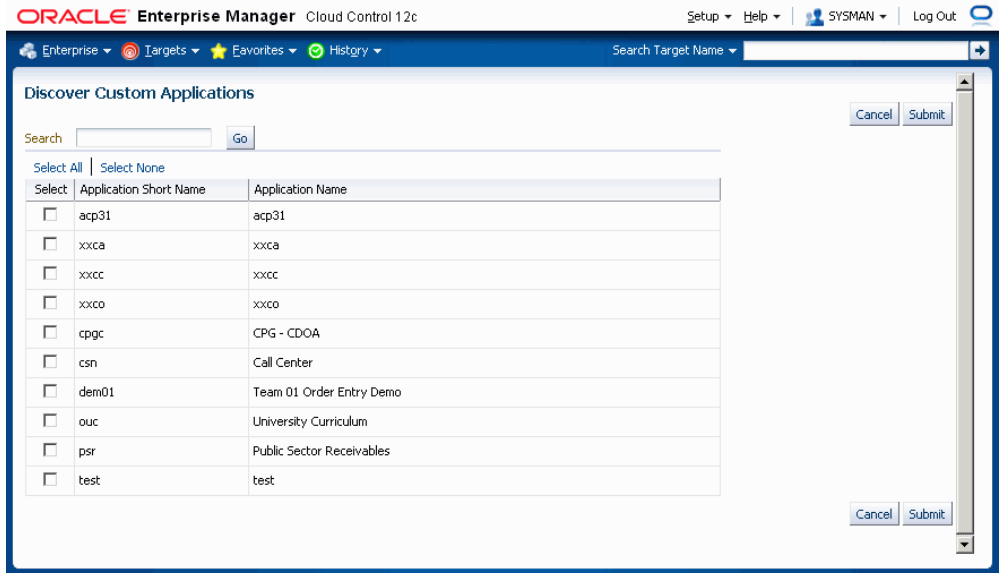 ORACLE Enterprise Manager Cloud Control 12c Setup Help SYSMAN Log Out
Enterprise Targets Favorites History Search Target Name
Discover Custom Applications
Cancel Submit
Search Go
Select All Select None
Select Application Short Name Application Name
acp31 acp31
xxca xxca
xxcc xxcc
xxco xxco
cpgc CPG - CDOA
csn Call Center
dem01 Team 01 Order Entry Demo
ouc University Curriculum
psr Public Sector Receivables
test test
Cancel Submit